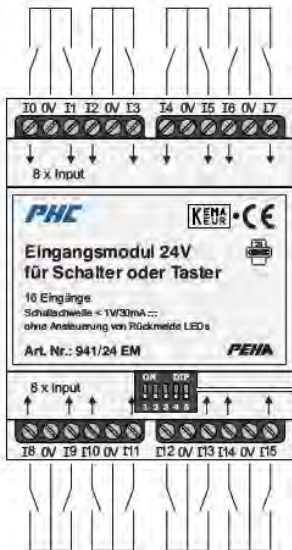 I0 0V I1 I2 0V I3 I4 0V I5 I6 0V I7
8 x Input
PHC KEMA EUR CE
Eingangsmodul 24V
für Schalter oder Taster
16 Eingänge
Schaltschwelle < 1V/30mA
ohne Ansteuerung von Rückmelde LEDs
Art. Nr.: 941/24 EM PEHA
8 x Input
ON DIP
1 2 3 4 5
I8 0V I9 I10 0V I11 I12 0V I13 I14 0V I15